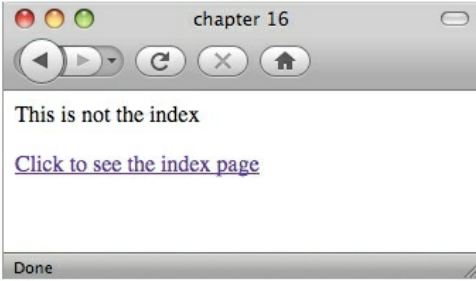 chapter 16
This is not the index
Click to see the index page
Done